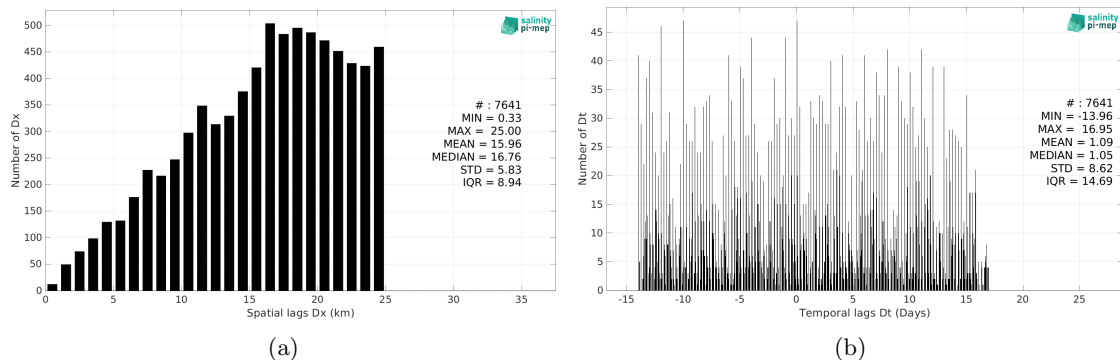 salinity
pi-mep
500
450
400
350
300
250
200
150
100
50
0
Number of Dx
# : 7641
MIN = 0.33
MAX = 25.00
MEAN = 15.96
MEDIAN = 16.76
STD = 5.83
IQR = 8.94
0 5 10 15 20 25 30 35
Spatial lags Dx (km)
(a)
salinity
pi-mep
45
40
35
30
25
20
15
10
5
0
Number of Dt
# : 7641
MIN = -13.96
MAX = 16.95
MEAN = 1.09
MEDIAN = 1.05
STD = 8.62
IQR = 14.69
-15 -10 -5 0 5 10 15 20 25
Temporal lags Dt (Days)
(b)